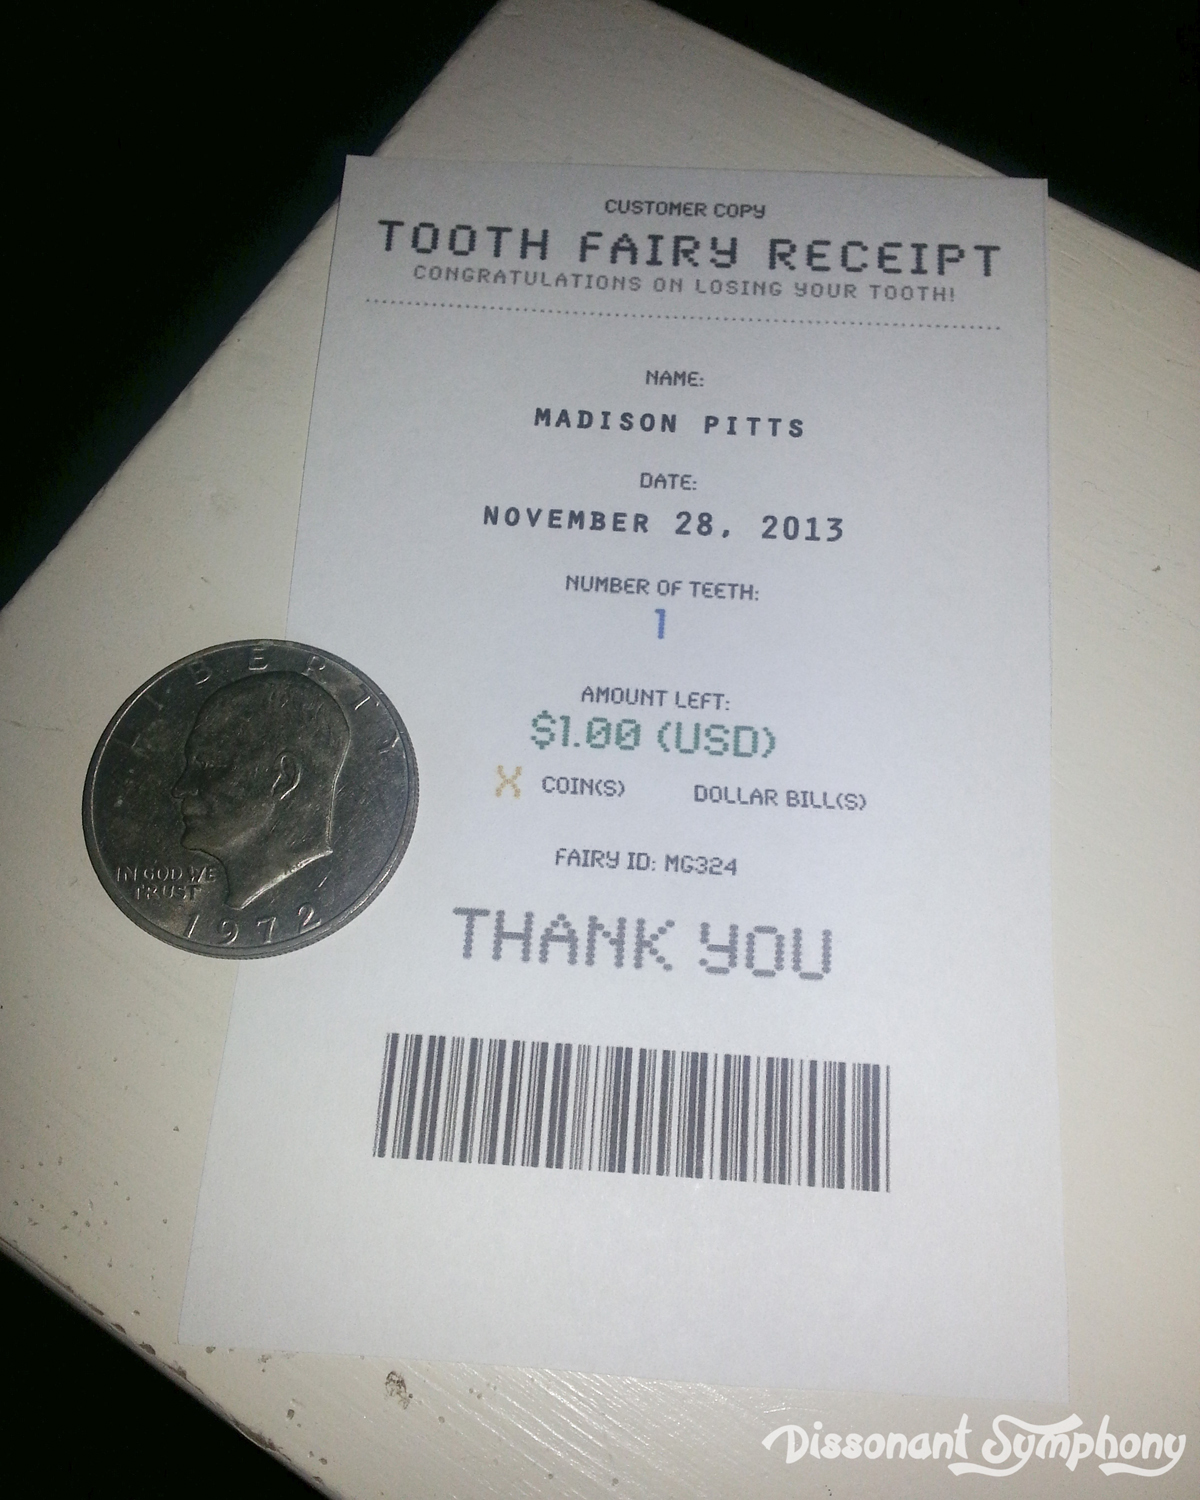 CUSTOMER COPY
TOOTH FAIRY RECEIPT
CONGRATULATIONS ON LOSING YOUR TOOTH!
NAME:
MADISON PITTS
DATE:
NOVEMBER 28, 2013
NUMBER OF TEETH:
1
AMOUNT LEFT:
$1.00 (USD)
X COIN(S) DOLLAR BILL(S)
FAIRY ID: MG324
THANK YOU
LIBERTY
IN GOD WE
TRUST
1972
Dissonant Symphony